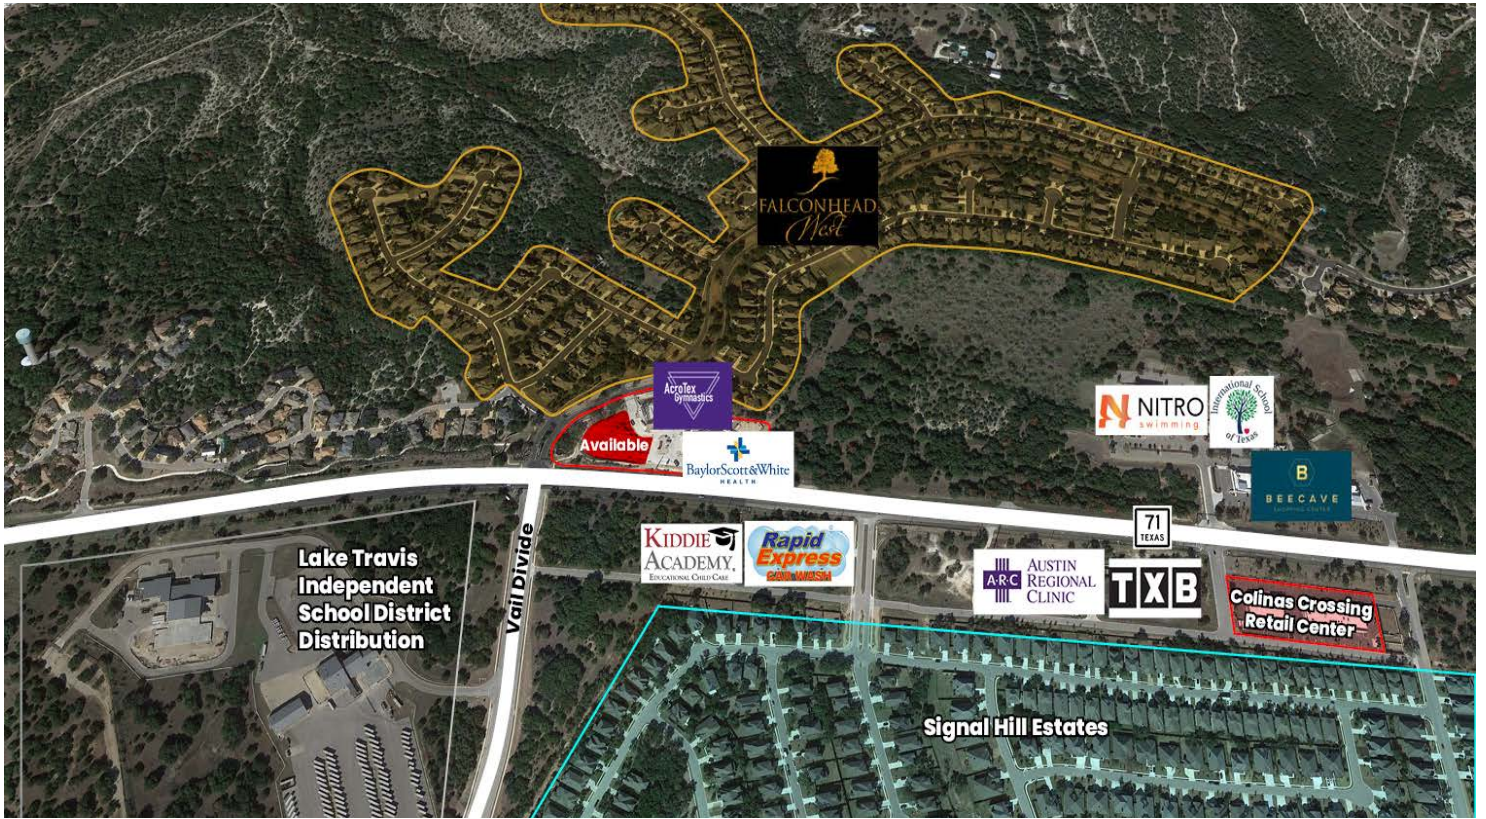 FALCONHEAD
West
AcroTex
Gymnastics
Available
BaylorScott&White
HEALTH
NITRO
swimming
International School
of Texas
B
BEECAVE
SHOPPING CENTER
71
TEXAS
KIDDIE
ACADEMY.
EDUCATIONAL CHILD CARE
Rapid
Express
CAR WASH
Lake Travis
Independent
School District
Distribution
Vail Divide
A·R·C
AUSTIN
REGIONAL
CLINIC
TXB
Colinas Crossing
Retail Center
Signal Hill Estates